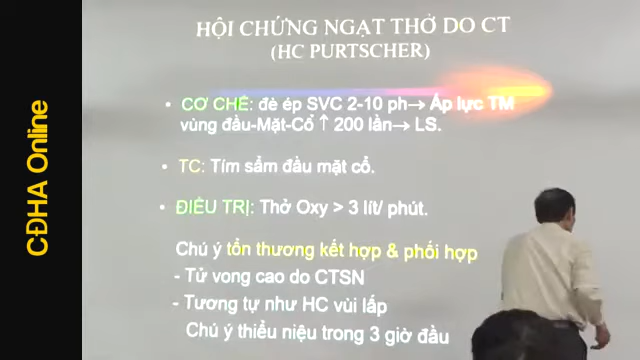 CĐHA Online
HỘI CHỨNG NGẠT THỞ DO CT
(HC PURTSCHER)
• CƠ CHẾ: đè ép SVC 2-10 ph→ Áp lực TM
vùng đầu-Mặt-Cổ ↑ 200 lần→ LS.
• TC: Tím sẩm đầu mặt cổ.
• ĐIỀU TRỊ: Thở Oxy > 3 lít/ phút.
Chú ý tổn thương kết hợp & phối hợp
- Tử vong cao do CTSN
- Tương tự như HC vùi lấp
Chú ý thiểu niệu trong 3 giờ đầu